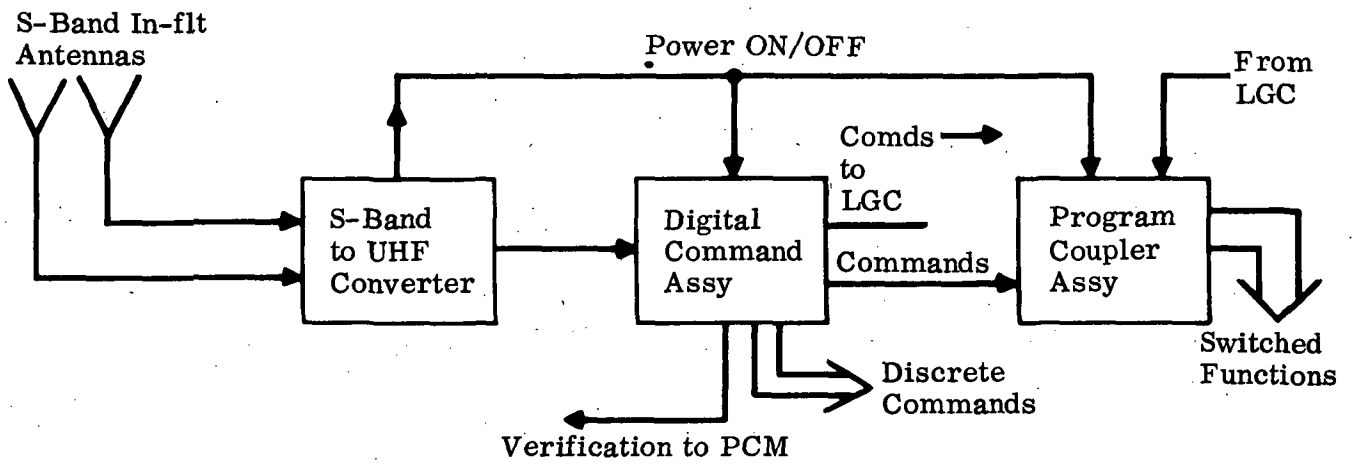 S-Band In-flt
Antennas
Power ON/OFF
From
LGC
Comds
to
LGC
S-Band
to UHF
Converter
Digital
Command
Assy
Commands
Program
Coupler
Assy
Switched
Functions
Discrete
Commands
Verification to PCM